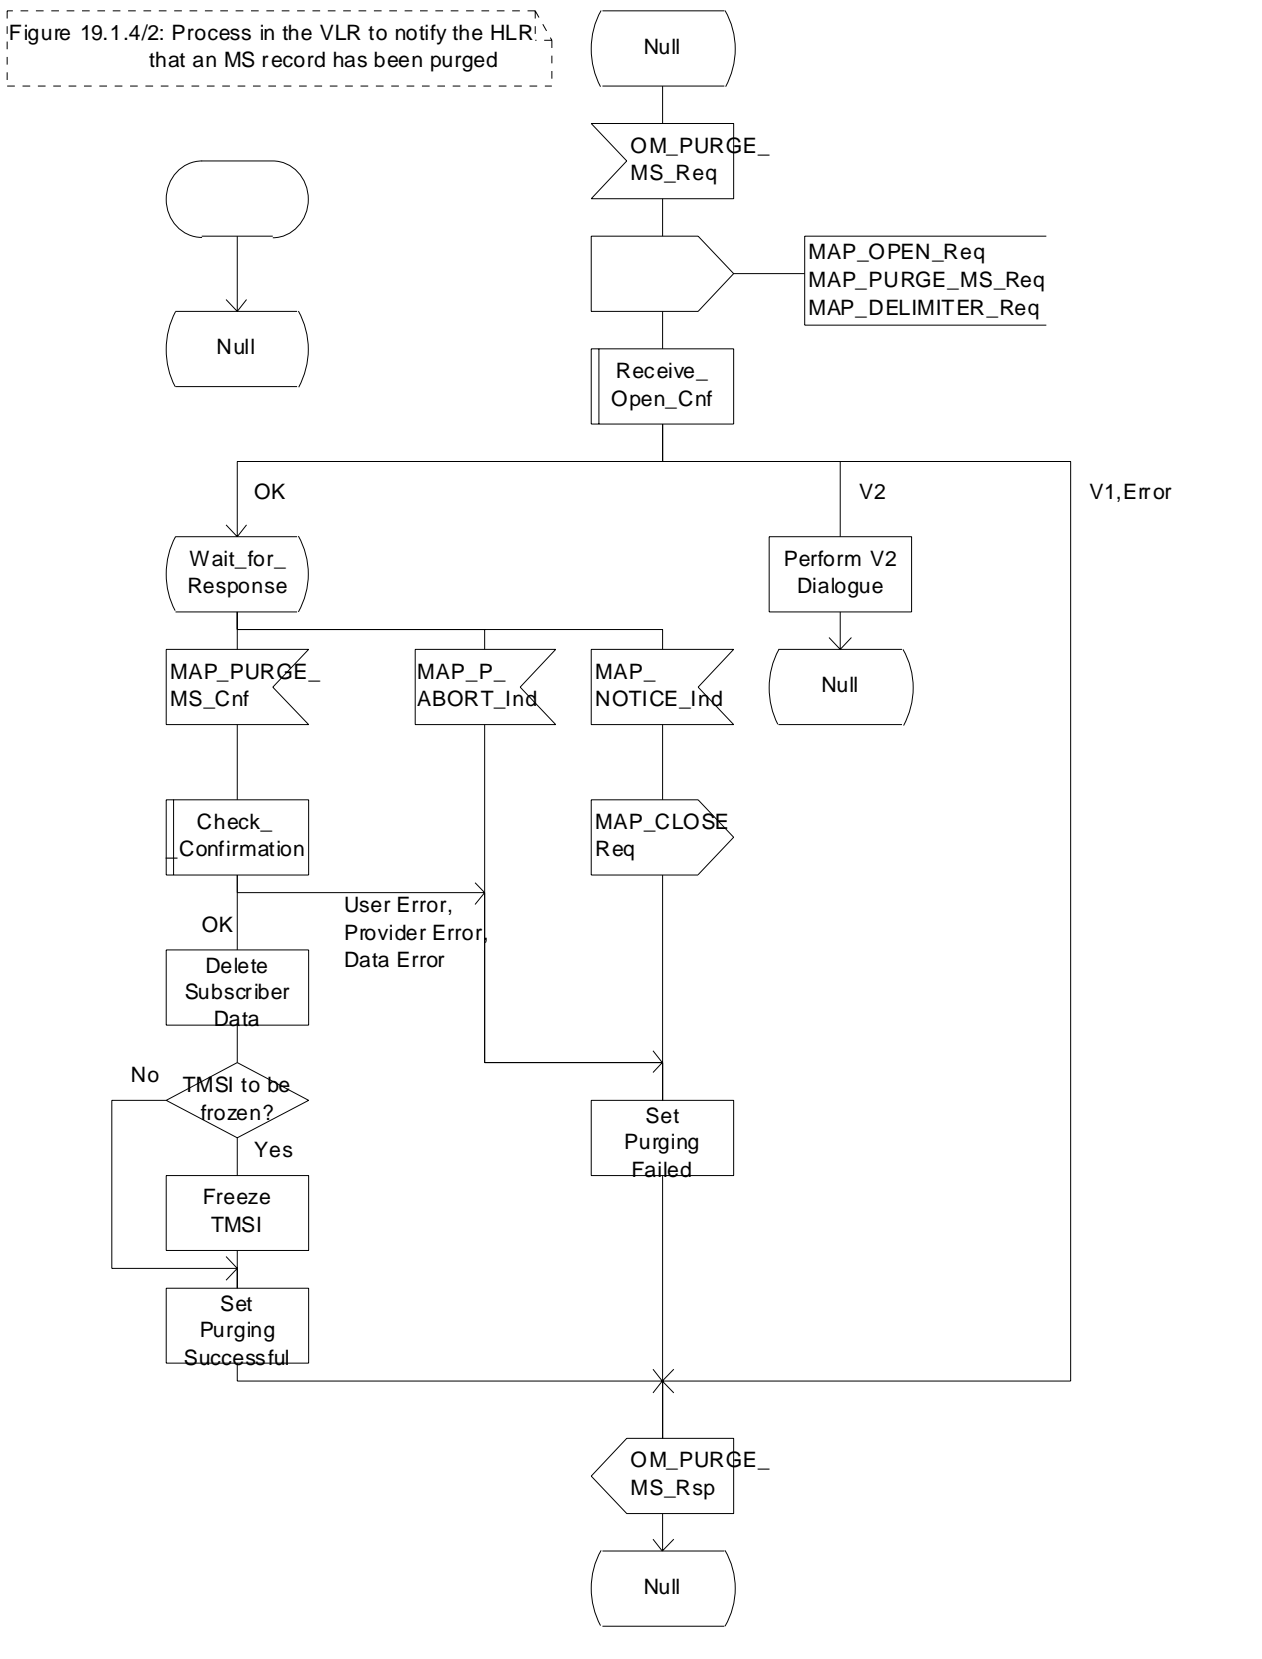 Figure 19.1.4/2: Process in the VLR to notify the HLR
that an MS record has been purged
Null
OM_PURGE_
MS_Req
MAP_OPEN_Req
MAP_PURGE_MS_Req
MAP_DELIMITER_Req
Null
Receive_
Open_Cnf
OK
V2
V1,Error
Wait_for_
Response
Perform V2
Dialogue
MAP_PURGE_
MS_Cnf
MAP_P_
ABORT_Ind
MAP_
NOTICE_Ind
Null
Check_
_Confirmation
MAP_CLOSE
Req
User Error,
Provider Error,
Data Error
OK
Delete
Subscriber
Data
No
TMSI to be
frozen?
Yes
Set
Purging
Failed
Freeze
TMSI
Set
Purging
Successful
OM_PURGE_
MS_Rsp
Null